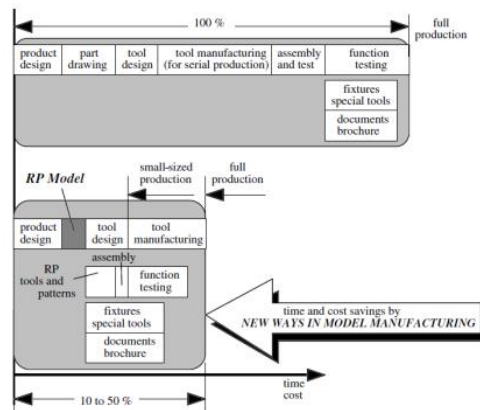 100 %
full
production
product
design
part
drawing
tool
design
tool manufacturing
(for serial production)
assembly
and test
function
testing
fixtures
special tools
documents
brochure
RP Model
small-sized
production
full
production
product
design
tool
design
tool
manufacturing
assembly
RP
tools and
patterns
function
testing
fixtures
special tools
documents
brochure
time and cost savings by
NEW WAYS IN MODEL MANUFACTURING
10 to 50 %
time
cost